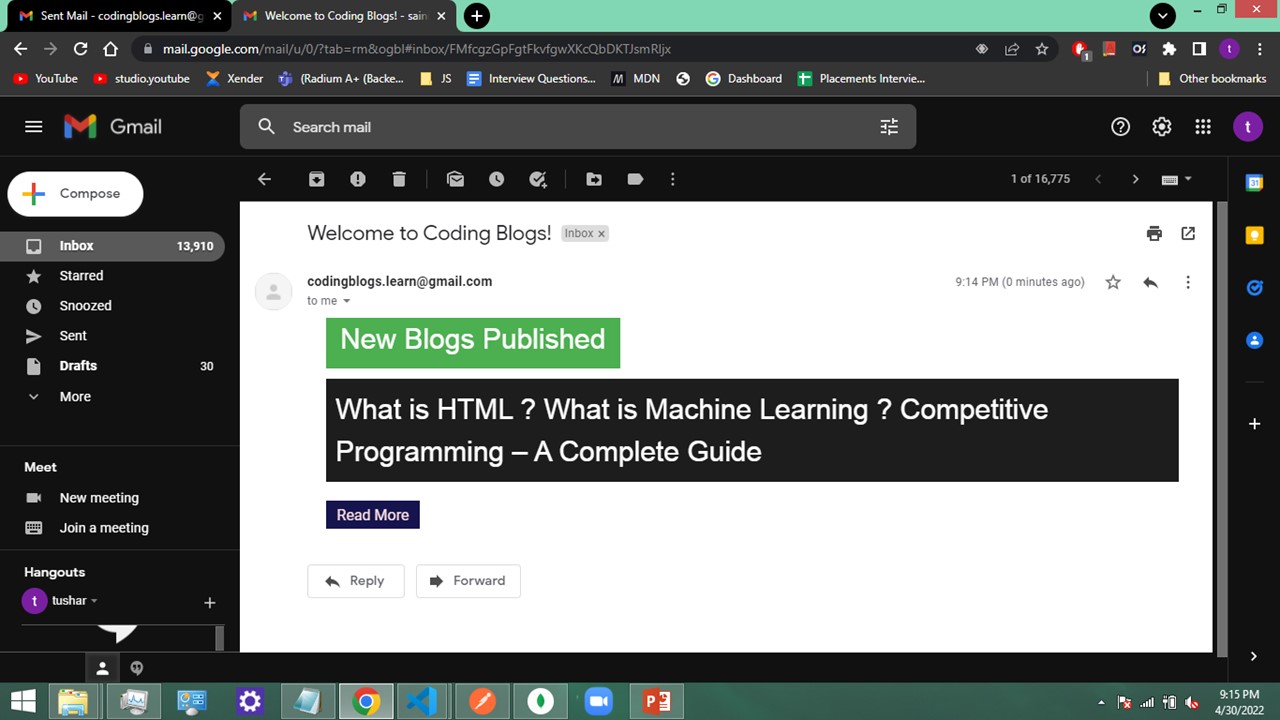 Sent Mail - codingblogs.learn@g
Welcome to Coding Blogs! - sain
mail.google.com/mail/u/0/?tab=rm&ogbl#inbox/FMfcgzGpFgtFkvfgwXKcQbDKTJsmRljx
1
t
YouTube
studio.youtube
Xender
(Radium A+ (Backe...
JS
Interview Questions...
MDN
Dashboard
Placements Intervie...
Other bookmarks
Gmail
Search mail
t
Compose
1 of 16,775
Inbox 13,910
Starred
Snoozed
Sent
Drafts 30
More
Welcome to Coding Blogs! Inbox x
codingblogs.learn@gmail.com
9:14 PM (0 minutes ago)
to me
New Blogs Published
What is HTML ? What is Machine Learning ? Competitive
Programming – A Complete Guide
Read More
Reply
Forward
Meet
New meeting
Join a meeting
Hangouts
t tushar
31
9:15 PM
4/30/2022